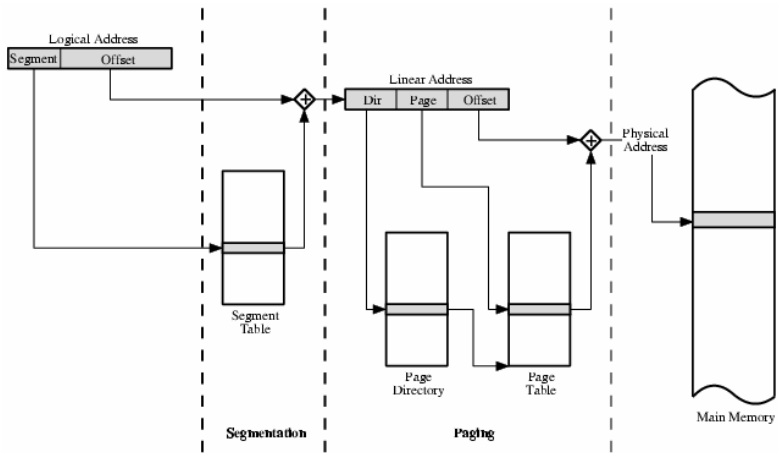 Logical Address
Segment
Offset
Linear Address
Dir
Page
Offset
Physical
Address
Segment
Table
Page
Directory
Page
Table
Main Memory
Segmentation
Paging